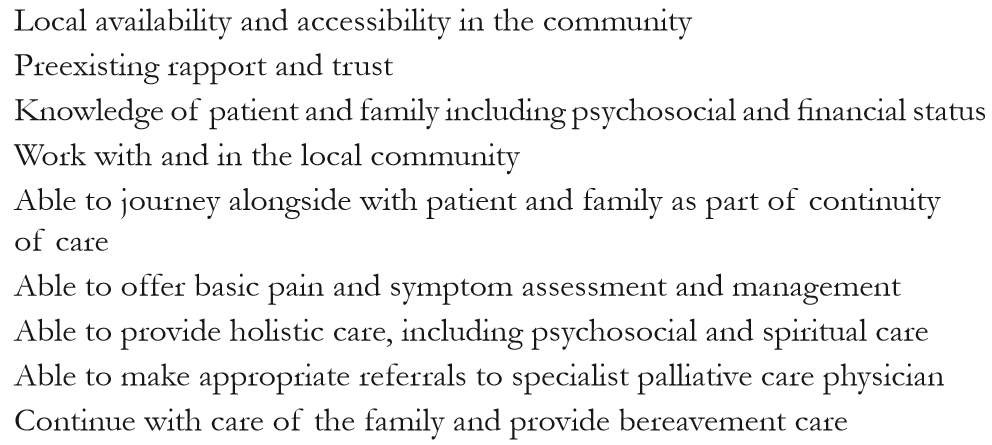 Local availability and accessibility in the community
Preexisting rapport and trust
Knowledge of patient and family including psychosocial and financial status
Work with and in the local community
Able to journey alongside with patient and family as part of continuity
of care
Able to offer basic pain and symptom assessment and management
Able to provide holistic care, including psychosocial and spiritual care
Able to make appropriate referrals to specialist palliative care physician
Continue with care of the family and provide bereavement care